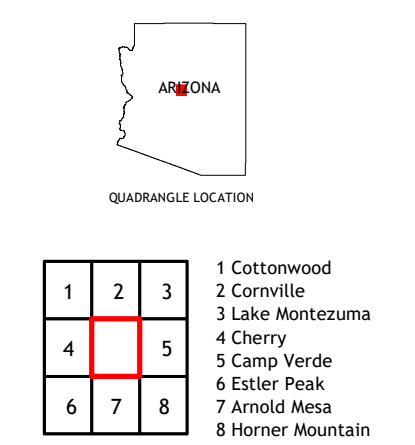 ARIZONA
QUADRANGLE LOCATION
1 2 3
4 5
6 7 8
1 Cottonwood
2 Cornville
3 Lake Montezuma
4 Cherry
5 Camp Verde
6 Estler Peak
7 Arnold Mesa
8 Horner Mountain